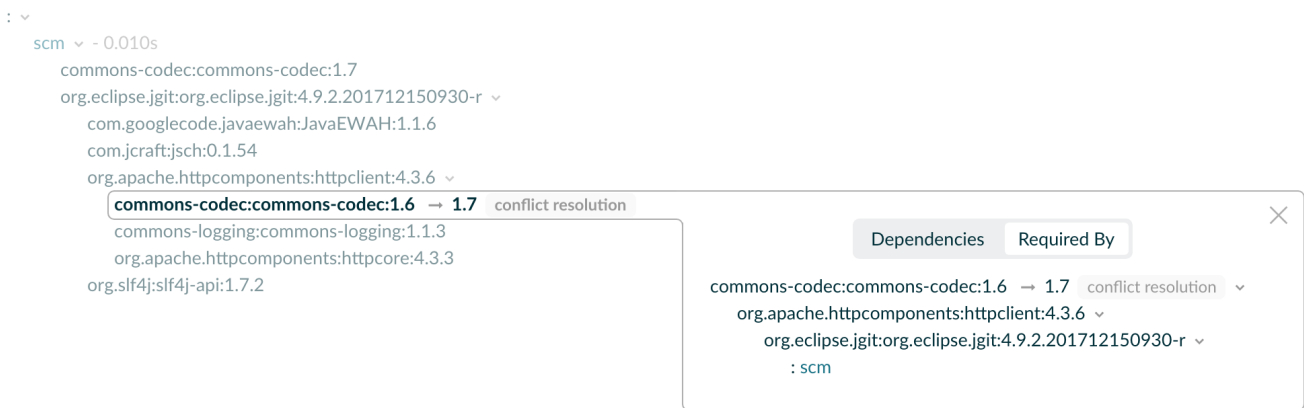 :
scm - 0.010s
commons-codec:commons-codec:1.7
org.eclipse.jgit:org.eclipse.jgit:4.9.2.201712150930-r
com.googlecode.javaewah:JavaEWAH:1.1.6
com.jcraft:jsch:0.1.54
org.apache.httpcomponents:httpclient:4.3.6
commons-codec:commons-codec:1.6 → 1.7 conflict resolution
commons-logging:commons-logging:1.1.3
org.apache.httpcomponents:httpcore:4.3.3
org.slf4j:slf4j-api:1.7.2
Dependencies Required By
commons-codec:commons-codec:1.6 → 1.7 conflict resolution
org.apache.httpcomponents:httpclient:4.3.6
org.eclipse.jgit:org.eclipse.jgit:4.9.2.201712150930-r
: scm